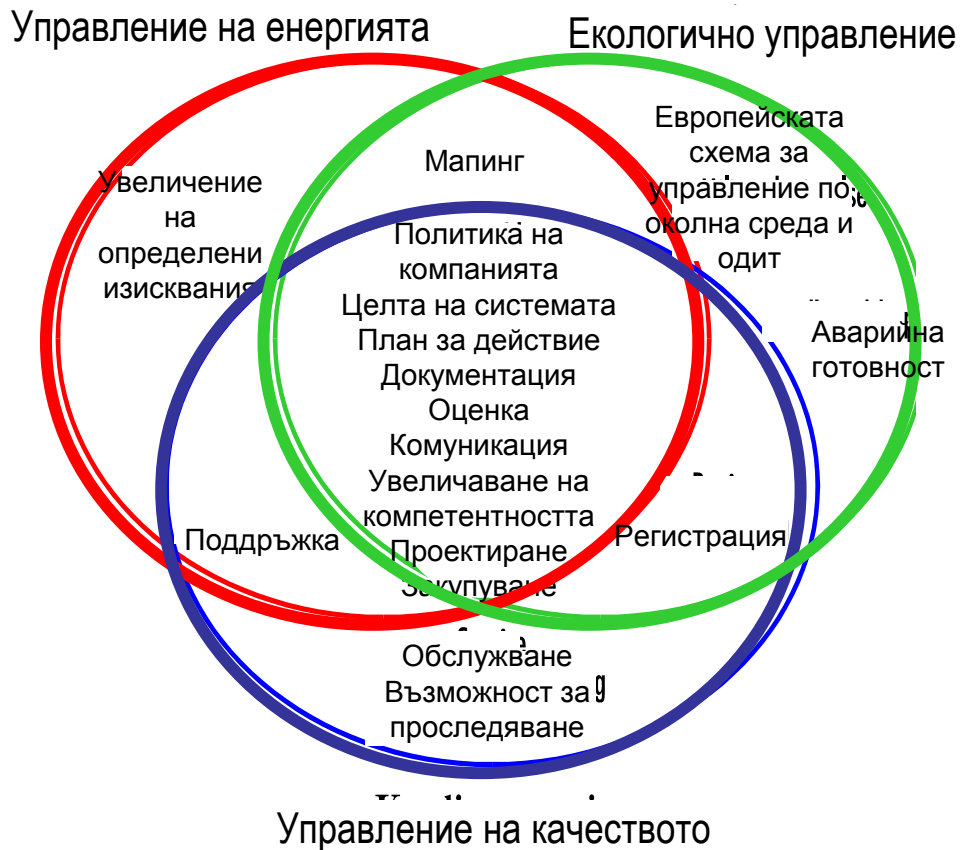 Управление на енергията
Екологично управление
Европейската
схема за
управление по
околна среда и
одит
Мапинг
Увеличение
на
определени
изисквания
Политика на
компанията
Целта на системата
План за действие
Документация
Оценка
Комуникация
Увеличаване на
компетентността
Проектиране
Закупуване
Аварийна
готовност
Поддръжка
Регистрация
Обслужване
Възможност за
проследяване
Управление на качеството